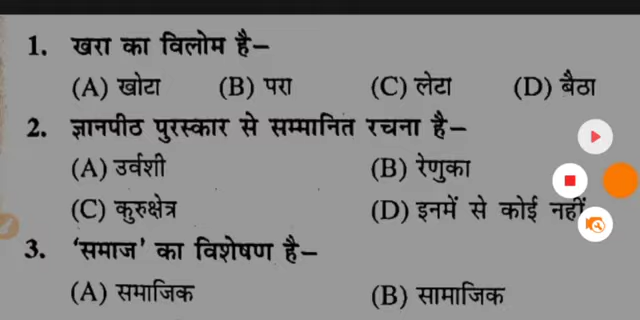 1. खरा का विलोम है–
(A) खोटा (B) परा (C) लेटा (D) बैठा
2. ज्ञानपीठ पुरस्कार से सम्मानित रचना है–
(A) उर्वशी (B) रेणुका
(C) कुरुक्षेत्र (D) इनमें से कोई नहीं
3. 'समाज' का विशेषण है–
(A) समाजिक (B) सामाजिक